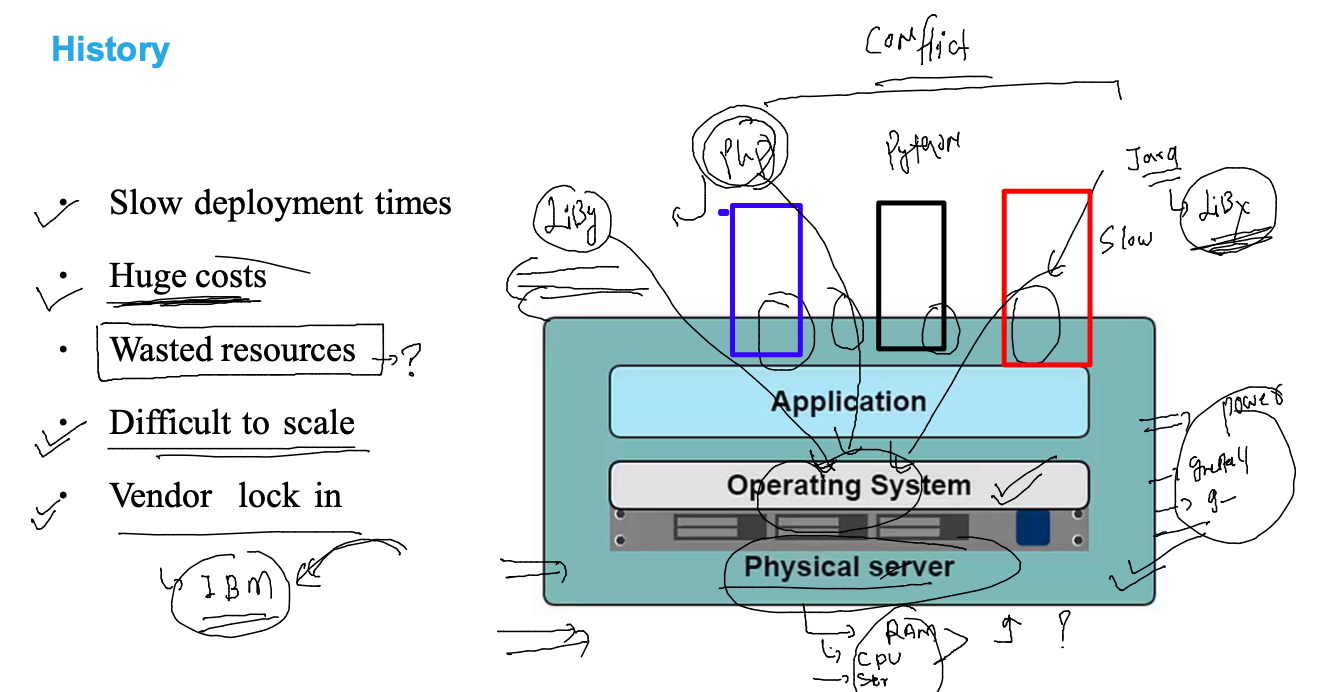 History
Conflict
PHP
Python
Java
LiBy
LiBx
Slow
• Slow deployment times
• Huge costs
• Wasted resources → ?
• Difficult to scale
• Vendor lock in
IBM
Application
Operating System
Physical server
power
RAM
CPU
?